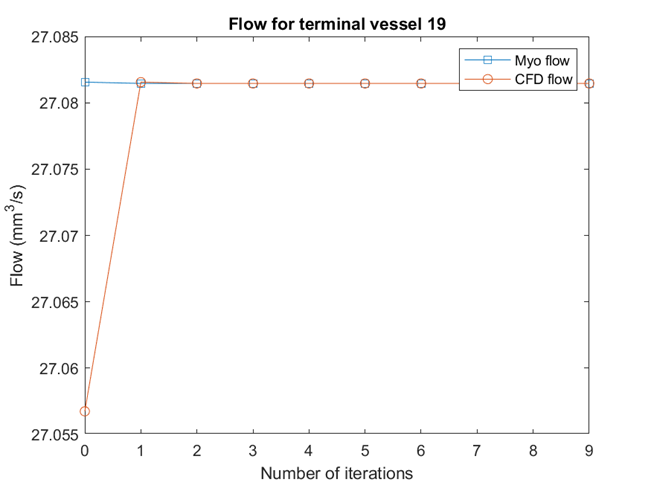 Flow for terminal vessel 19
27.085
27.08
27.075
27.07
27.065
27.06
27.055
Flow (mm³/s)
Myo flow
CFD flow
0 1 2 3 4 5 6 7 8 9
Number of iterations